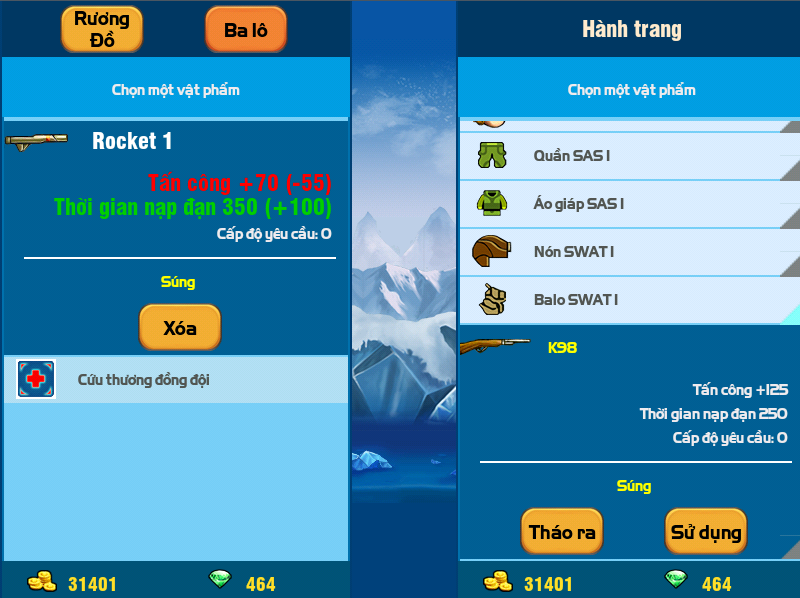 Rương
Đồ
Ba lô
Chọn một vật phẩm
Rocket 1
Tấn công +70 (-55)
Thời gian nạp đạn 350 (+100)
Cấp độ yêu cầu: 0
Súng
Xóa
Cứu thương đồng đội
31401
464
Hành trang
Chọn một vật phẩm
Quần SAS I
Áo giáp SAS I
Nón SWAT I
Balo SWAT I
K98
Tấn công +125
Thời gian nạp đạn 250
Cấp độ yêu cầu: 0
Súng
Tháo ra
Sử dụng
31401
464